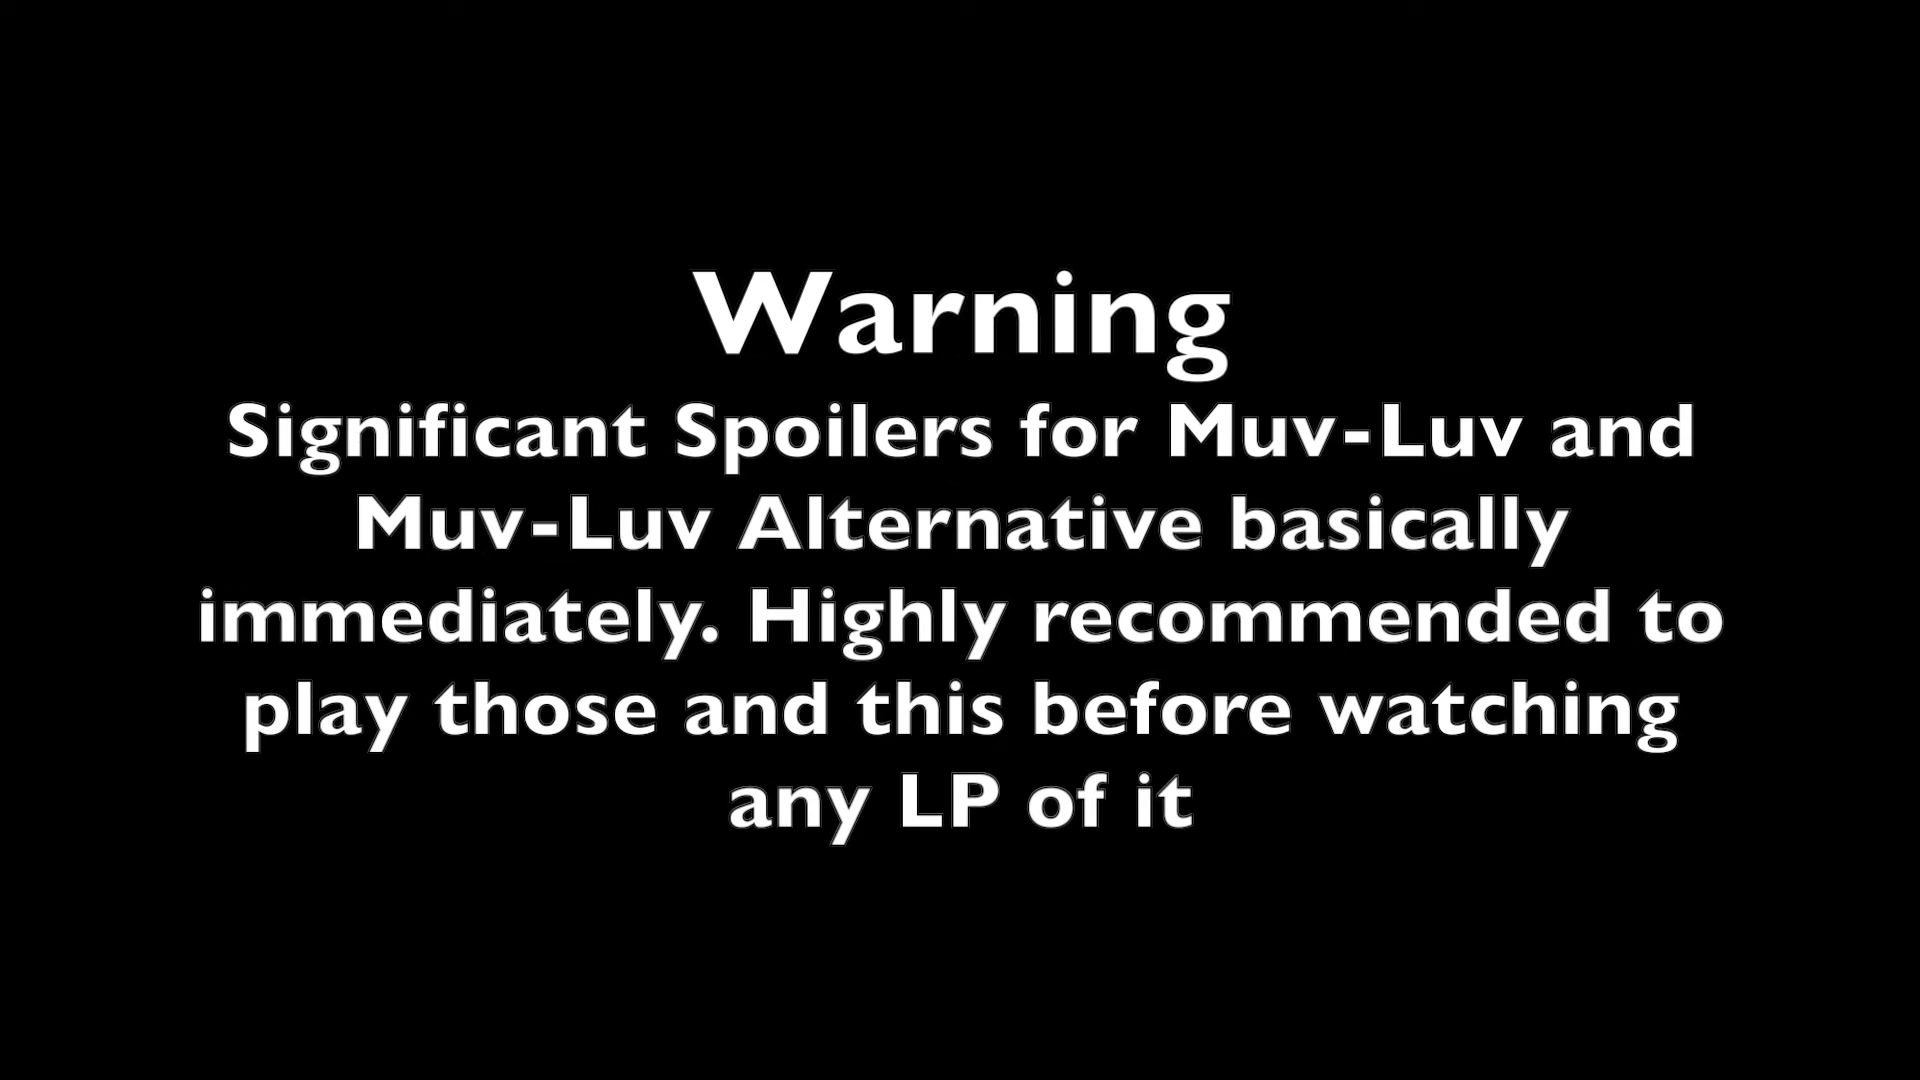 Warning
Significant Spoilers for Muv-Luv and
Muv-Luv Alternative basically
immediately. Highly recommended to
play those and this before watching
any LP of it